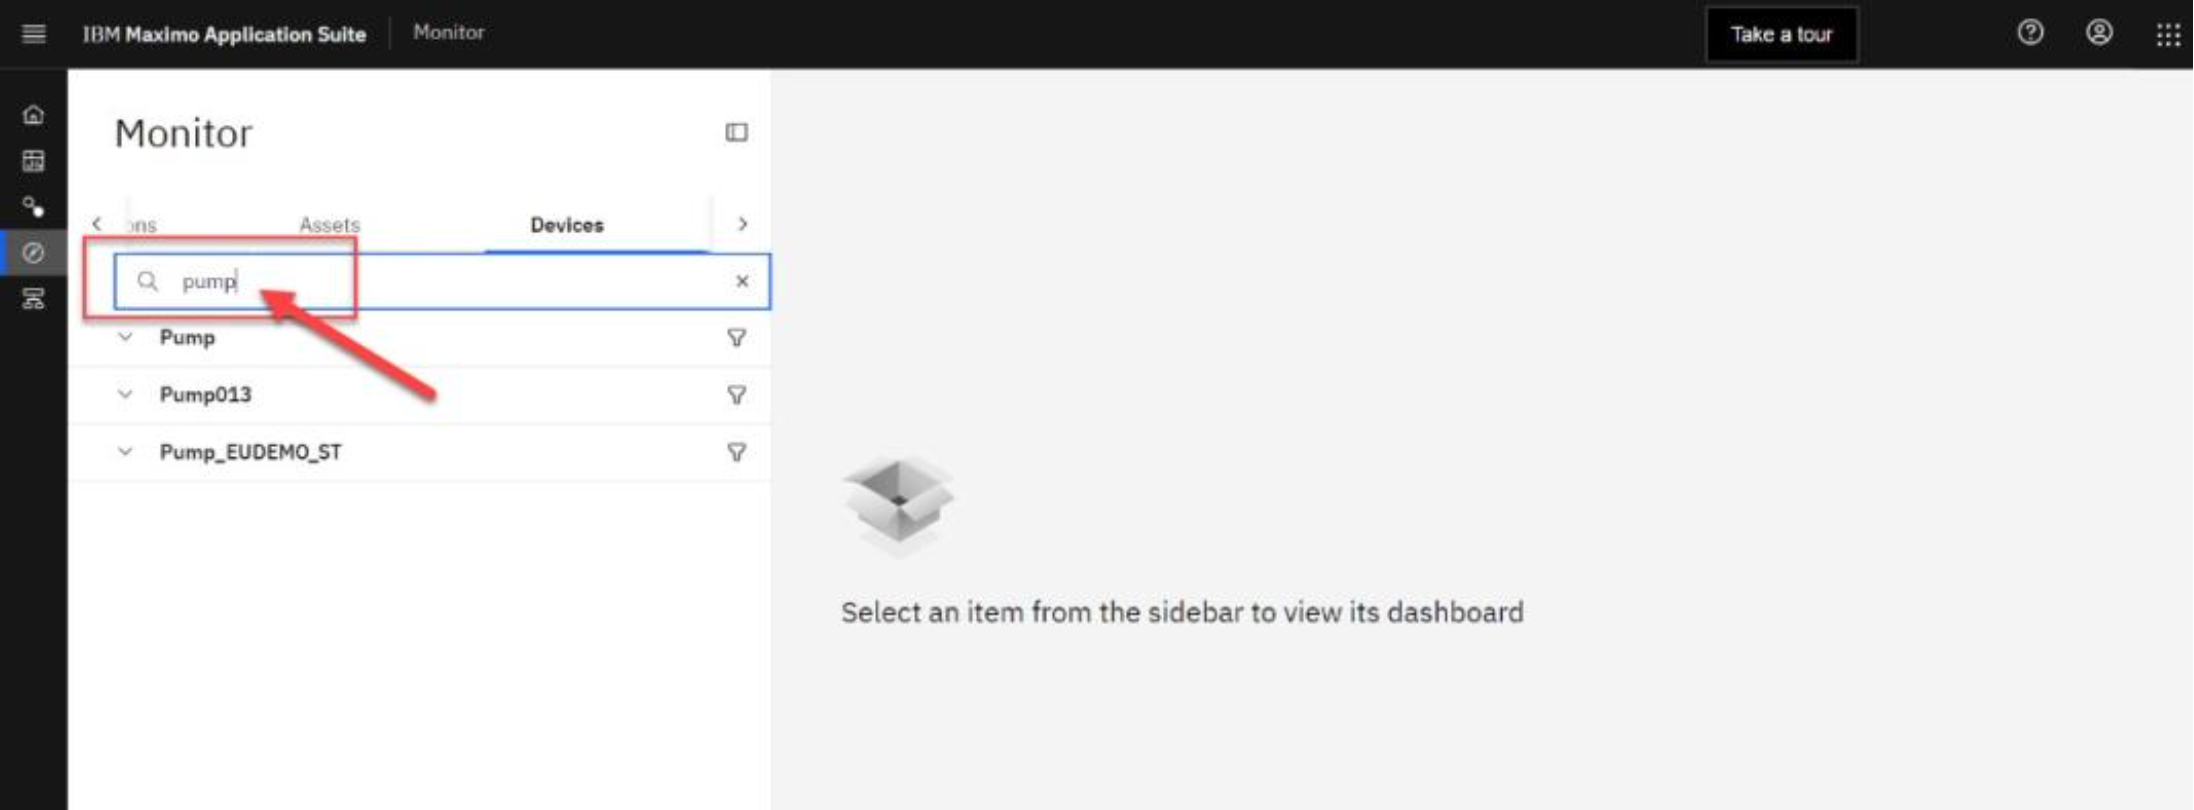 IBM Maximo Application Suite Monitor Take a tour
Monitor
ons Assets Devices
pump
Pump
Pump013
Pump_EUDEMO_ST
Select an item from the sidebar to view its dashboard